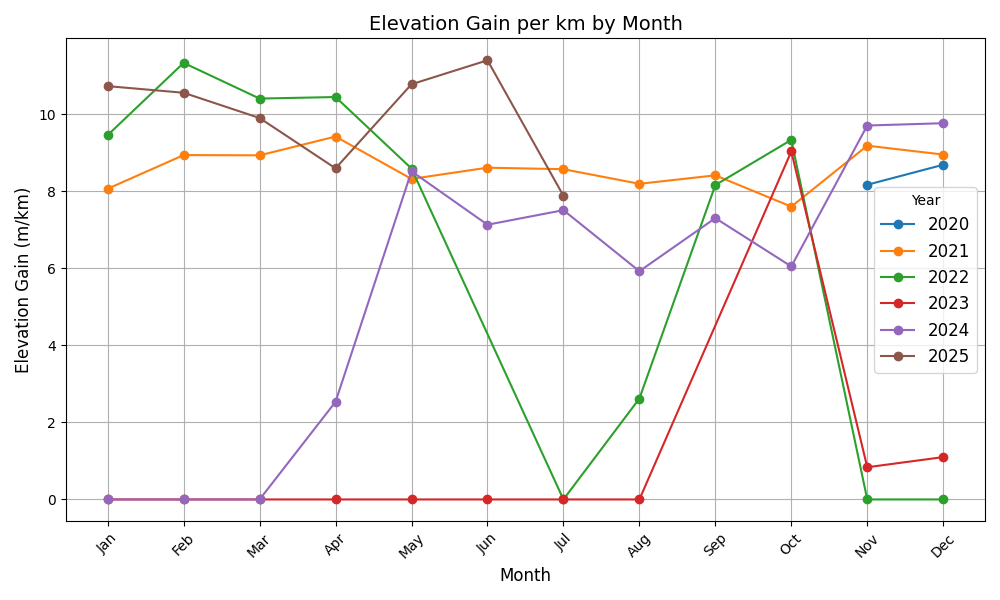 Elevation Gain per km by Month
Elevation Gain (m/km)
10
8
6
4
2
0
Jan
Feb
Mar
Apr
May
Jun
Jul
Aug
Sep
Oct
Nov
Dec
Month
Year
2020
2021
2022
2023
2024
2025